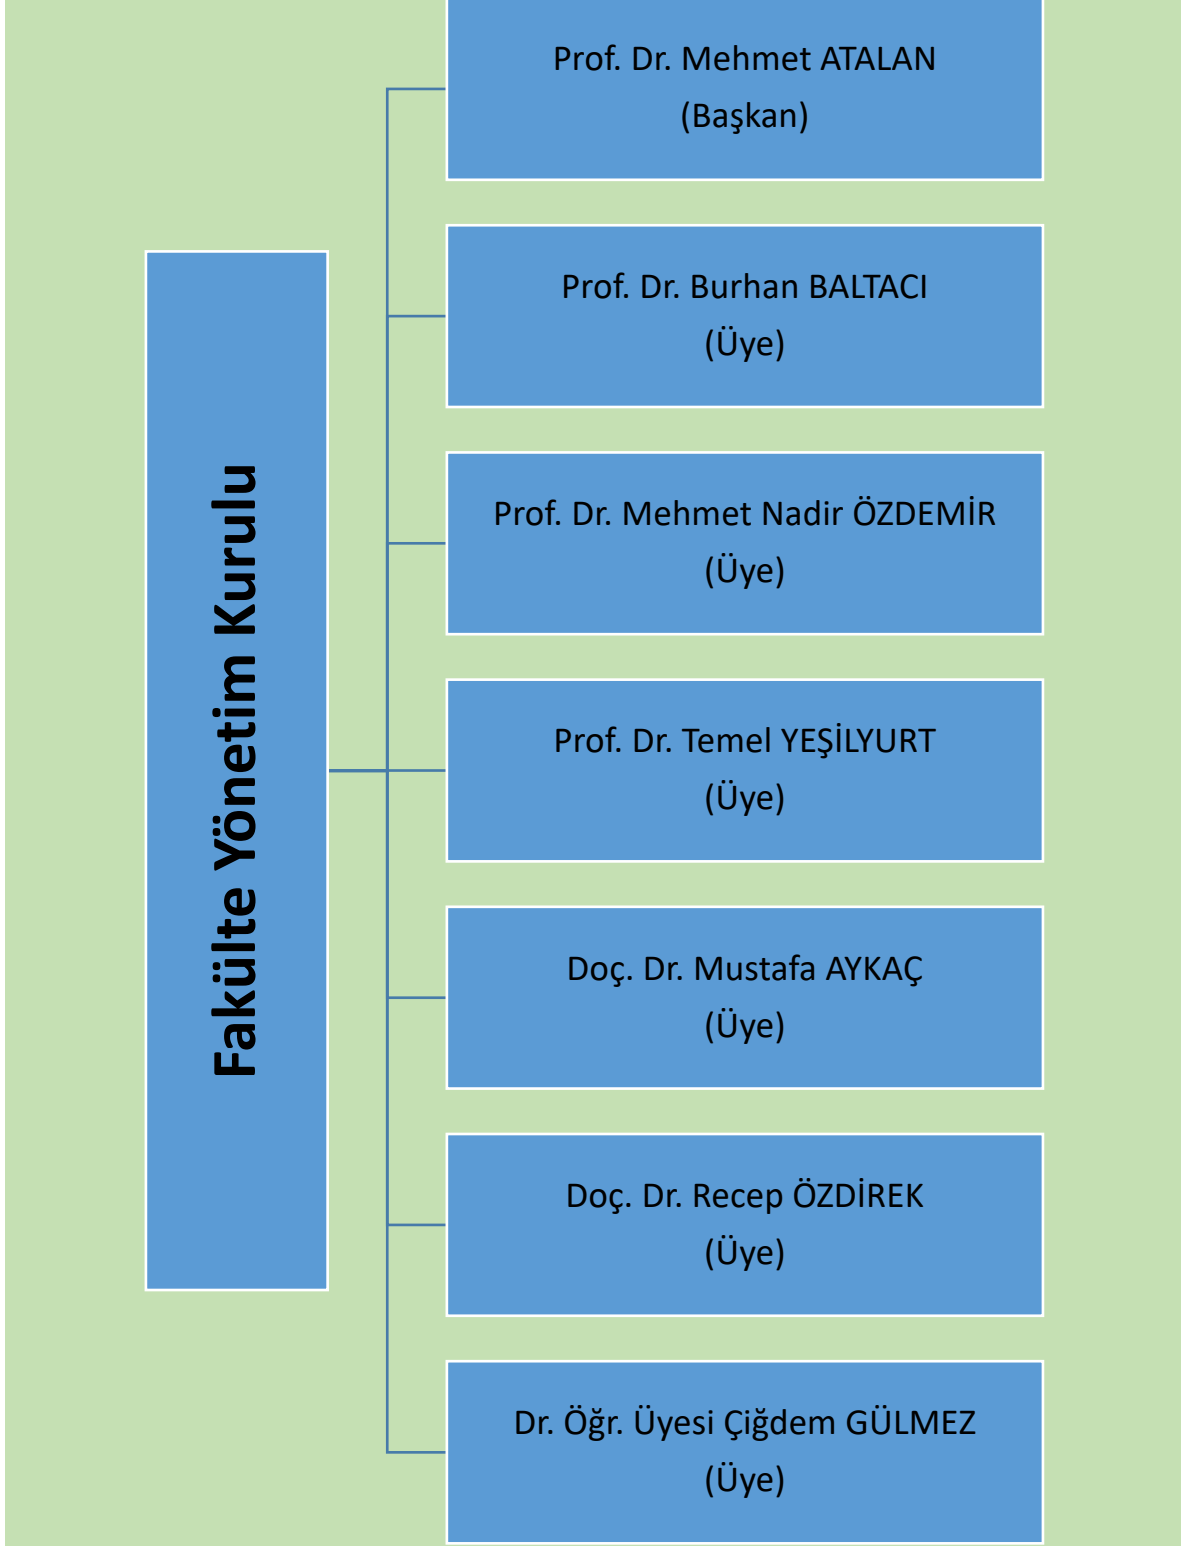 Fakülte Yönetim Kurulu
Prof. Dr. Mehmet ATALAN
(Başkan)
Prof. Dr. Burhan BALTACI
(Üye)
Prof. Dr. Mehmet Nadir ÖZDEMİR
(Üye)
Prof. Dr. Temel YEŞİLYURT
(Üye)
Doç. Dr. Mustafa AYKAÇ
(Üye)
Doç. Dr. Recep ÖZDİREK
(Üye)
Dr. Öğr. Üyesi Çiğdem GÜLMEZ
(Üye)